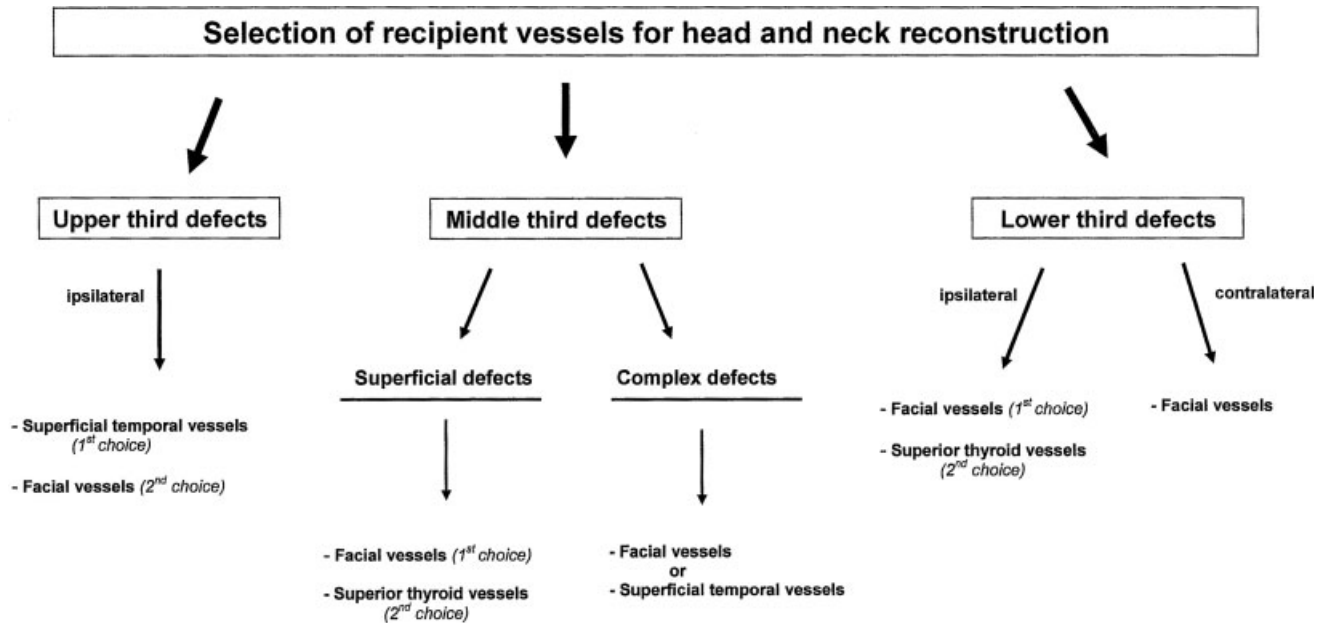 Selection of recipient vessels for head and neck reconstruction
Upper third defects
Middle third defects
Lower third defects
ipsilateral
ipsilateral
contralateral
Superficial defects
Complex defects
- Superficial temporal vessels
(1st choice)
- Facial vessels (2nd choice)
- Facial vessels (1st choice)
- Superior thyroid vessels
(2nd choice)
- Facial vessels
or
- Superficial temporal vessels
- Facial vessels (1st choice)
- Superior thyroid vessels
(2nd choice)
- Facial vessels